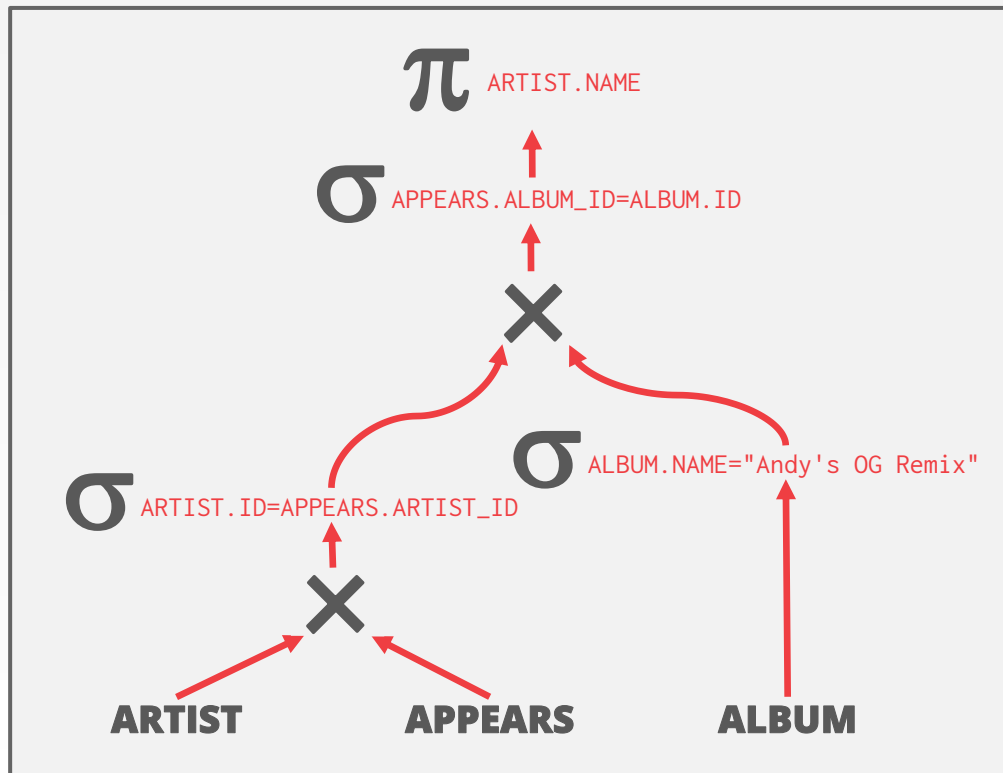 π ARTIST.NAME
σ APPEARS.ALBUM_ID=ALBUM.ID
×
σ ALBUM.NAME="Andy's OG Remix"
σ ARTIST.ID=APPEARS.ARTIST_ID
×
ARTIST APPEARS ALBUM